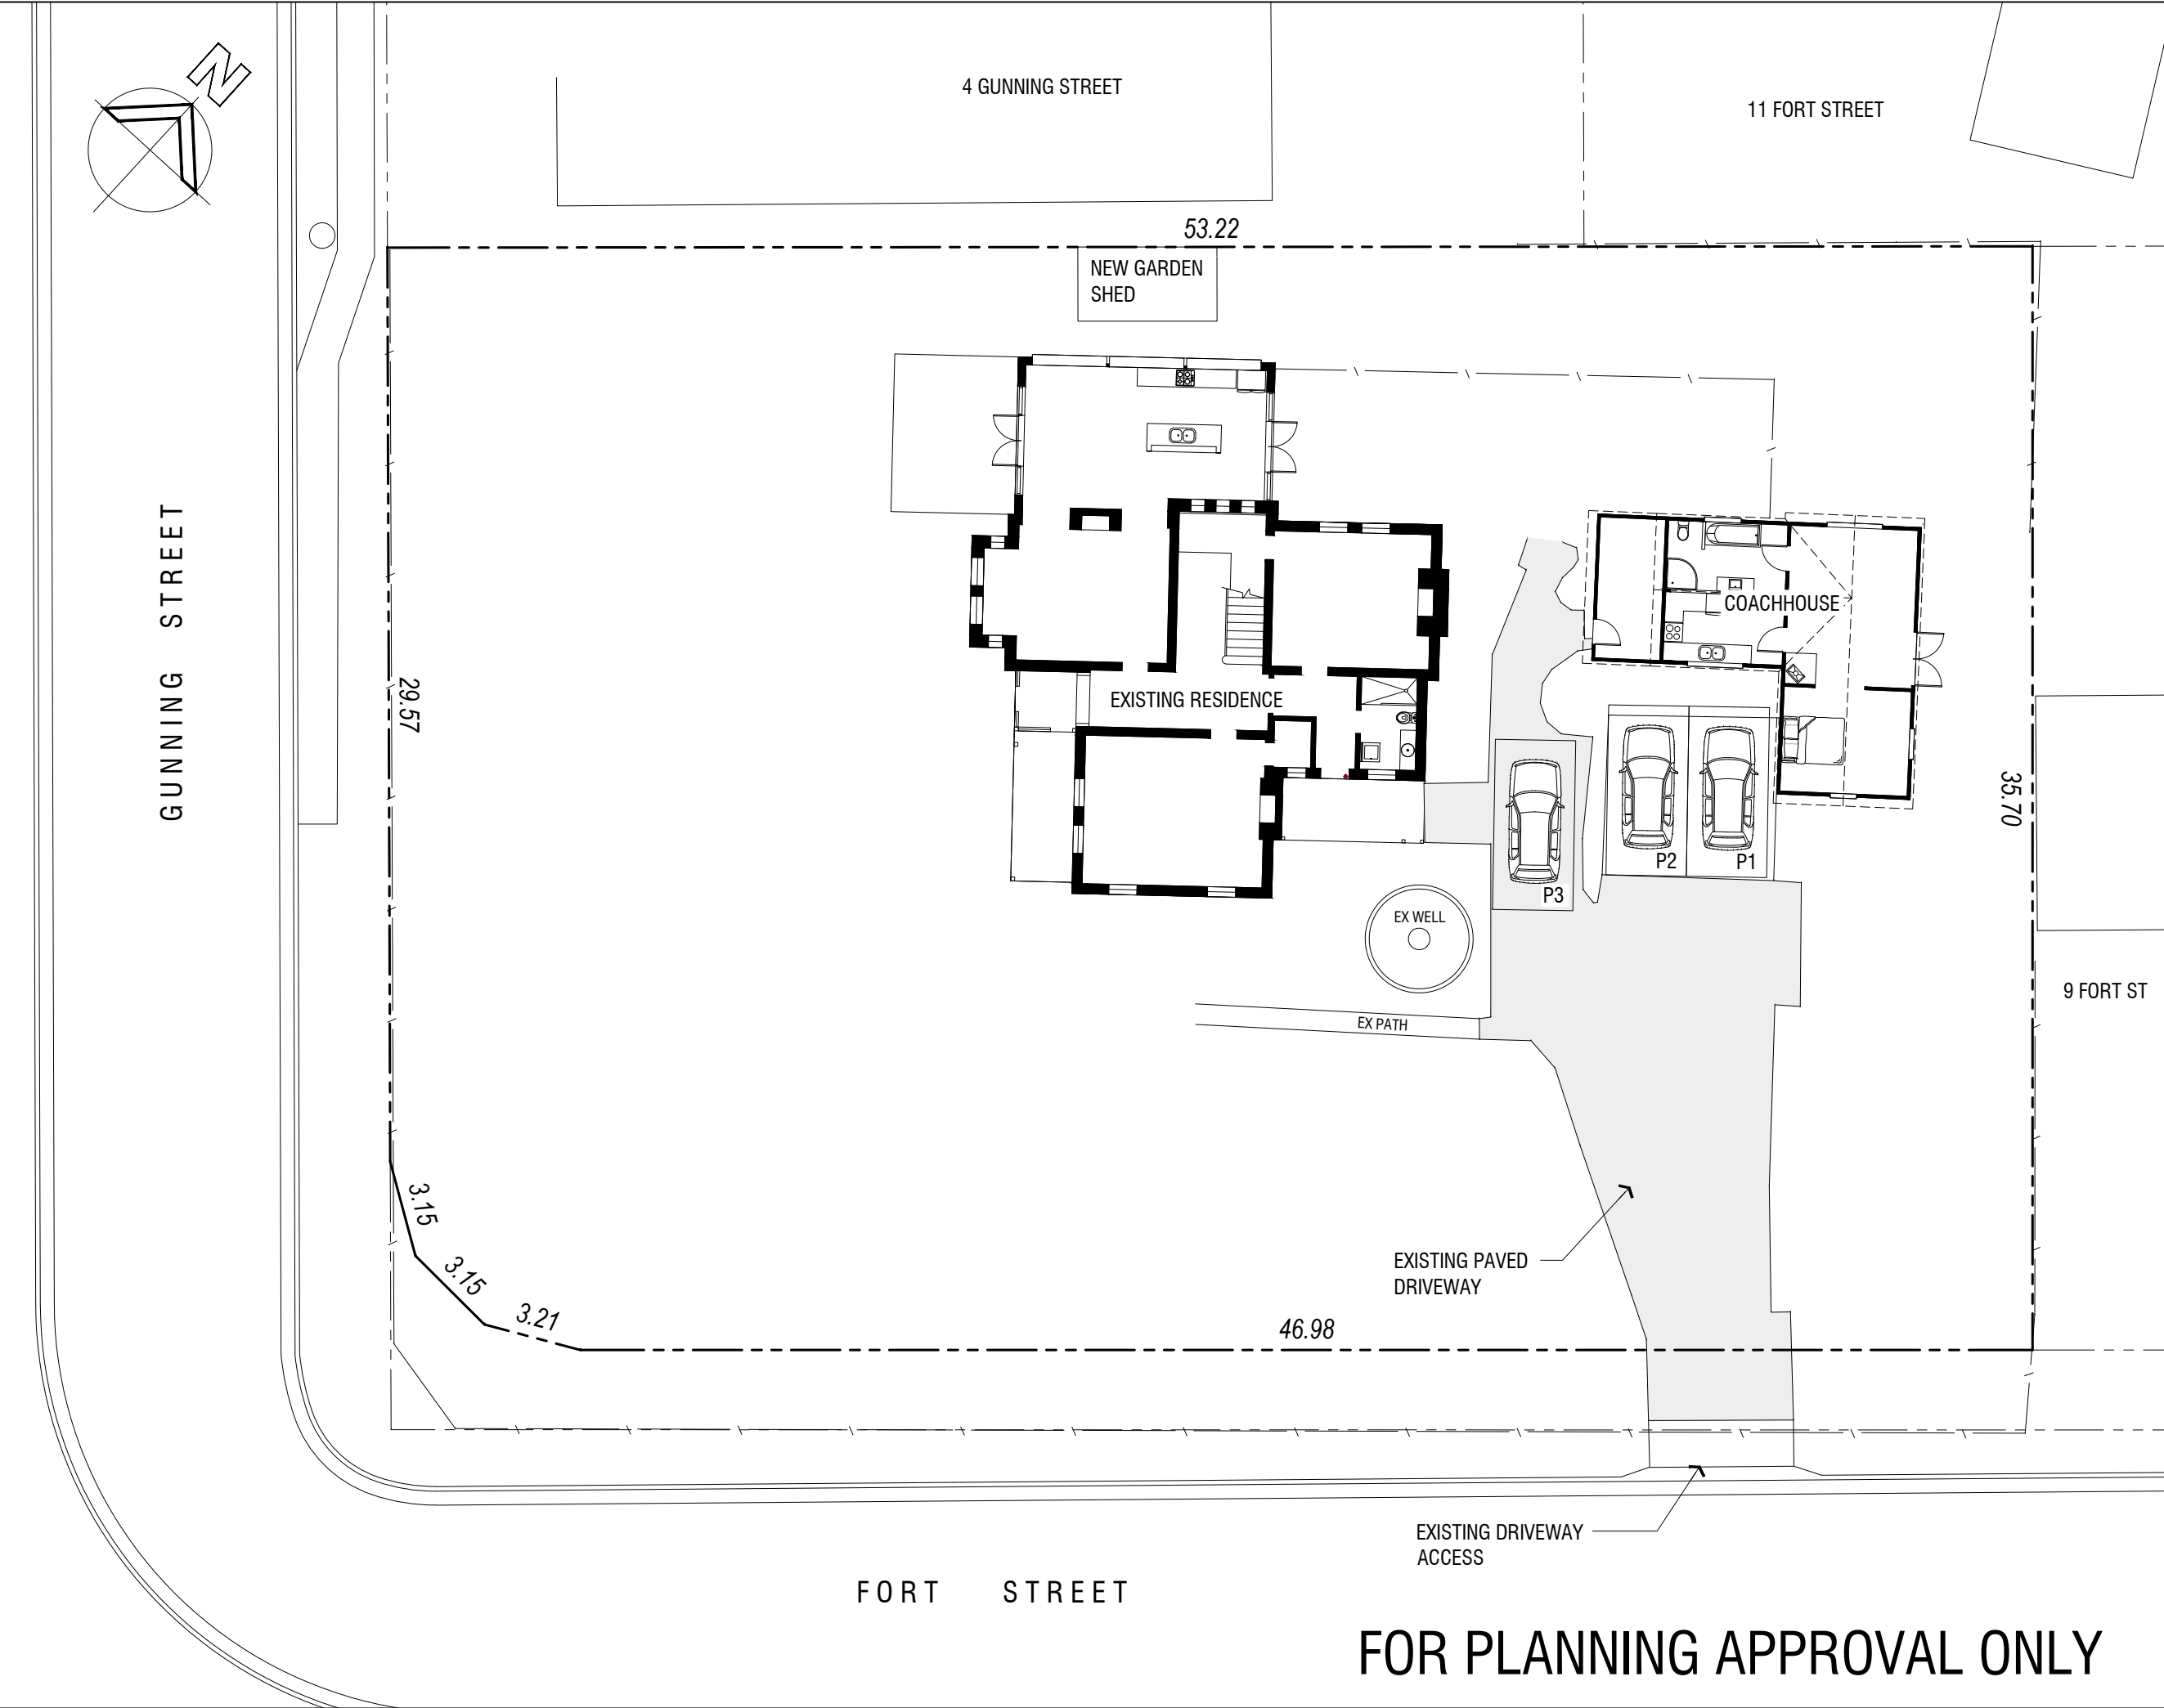 N
4 GUNNING STREET
11 FORT STREET
53.22
NEW GARDEN
SHED
GUNNING STREET
29.57
COACHHOUSE
EXISTING RESIDENCE
35.70
P2
P1
P3
EX WELL
9 FORT ST
EX PATH
3.15
3.15
3.21
46.98
EXISTING PAVED
DRIVEWAY
EXISTING DRIVEWAY
ACCESS
FORT STREET
FOR PLANNING APPROVAL ONLY